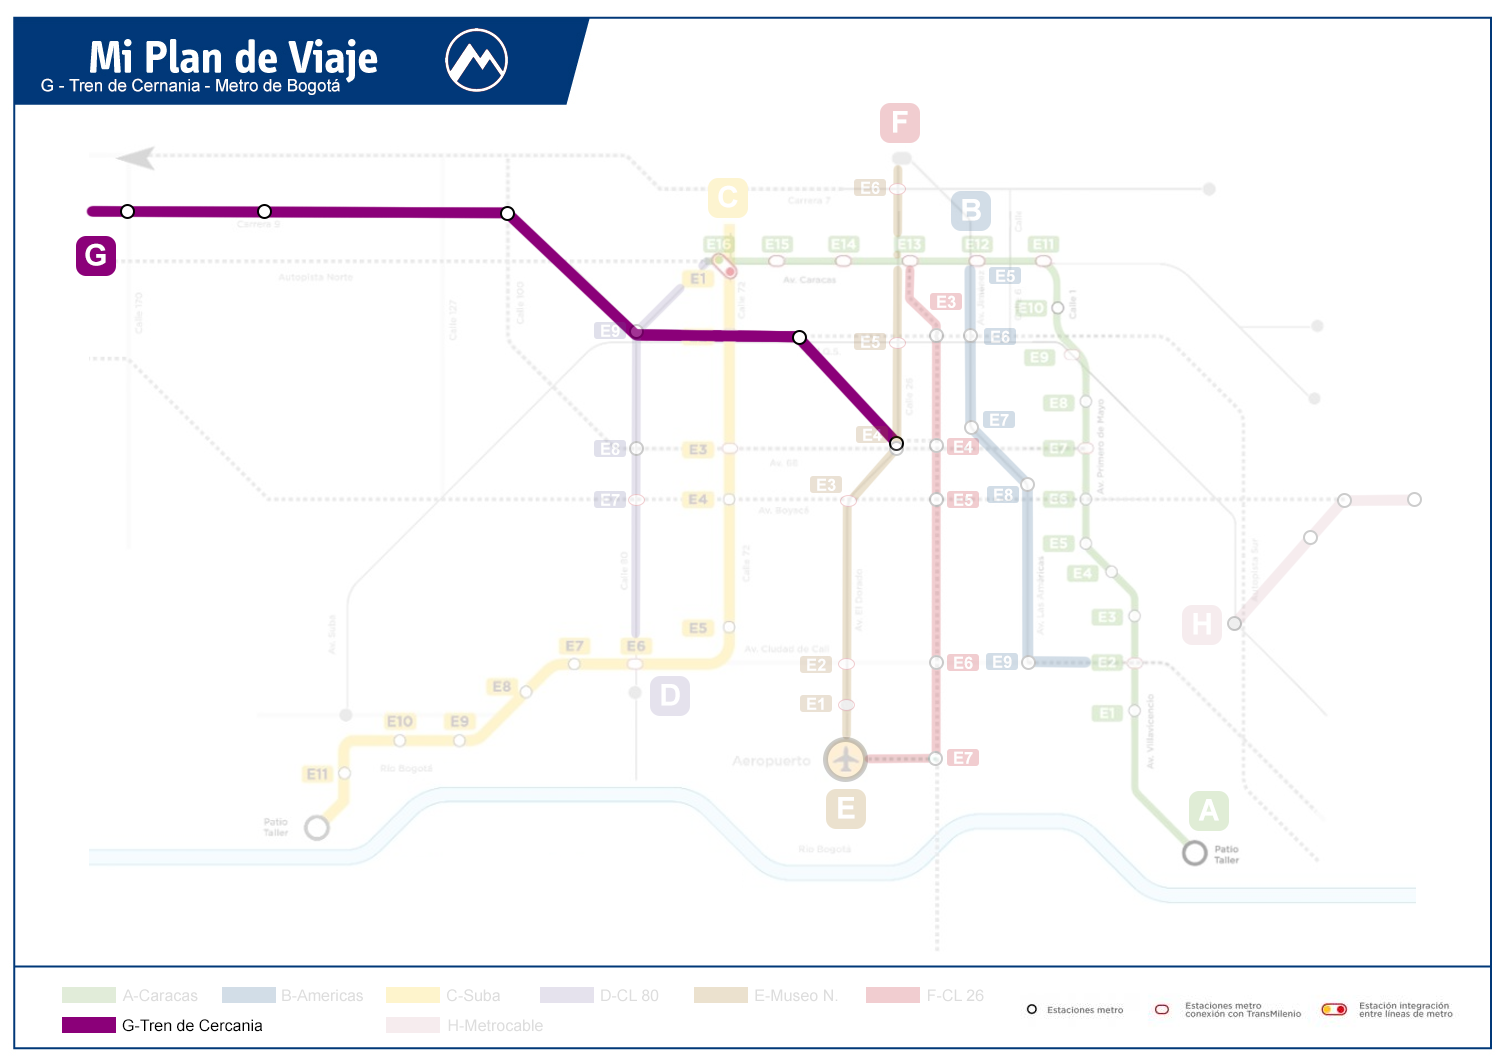 Mi Plan de Viaje
G - Tren de Cernania - Metro de Bogotá
F
E6
Carrera 7
C
B
Calle
Carrera 9
G
E16
E15
E14
E13
E12
E11
Autopista Norte
E1
Av. Caracas
E5
Calle 170
Calle 127
Calle 100
Calle 72
E3
Av. Americas
Calle 6
E10
Calle 1
E9
E5
E6
E9
Calle 26
E7
E8
Av. Primero de Mayo
E4
E8
E3
Av. 68
E4
E7
E3
E8
E7
E4
Av. Boyacá
E5
E6
E5
Calle 80
Calle 72
Av. El Dorado
Av. Las Américas
E4
Autopista Sur
E3
H
Av. Suba
E5
E7
E6
Av. Ciudad de Cali
E2
E6
E9
E2
E8
D
E1
E1
Av. Villavicencio
E10
E9
Río Bogotá
E11
Aeropuerto
E7
E
A
Patio
Taller
Río Bogotá
Patio
Taller
A-Caracas
B-Americas
C-Suba
D-CL 80
E-Museo N.
F-CL 26
G-Tren de Cercania
H-Metrocable
Estaciones metro
Estaciones metro
conexión con TransMilenio
Estación integración
entre líneas de metro